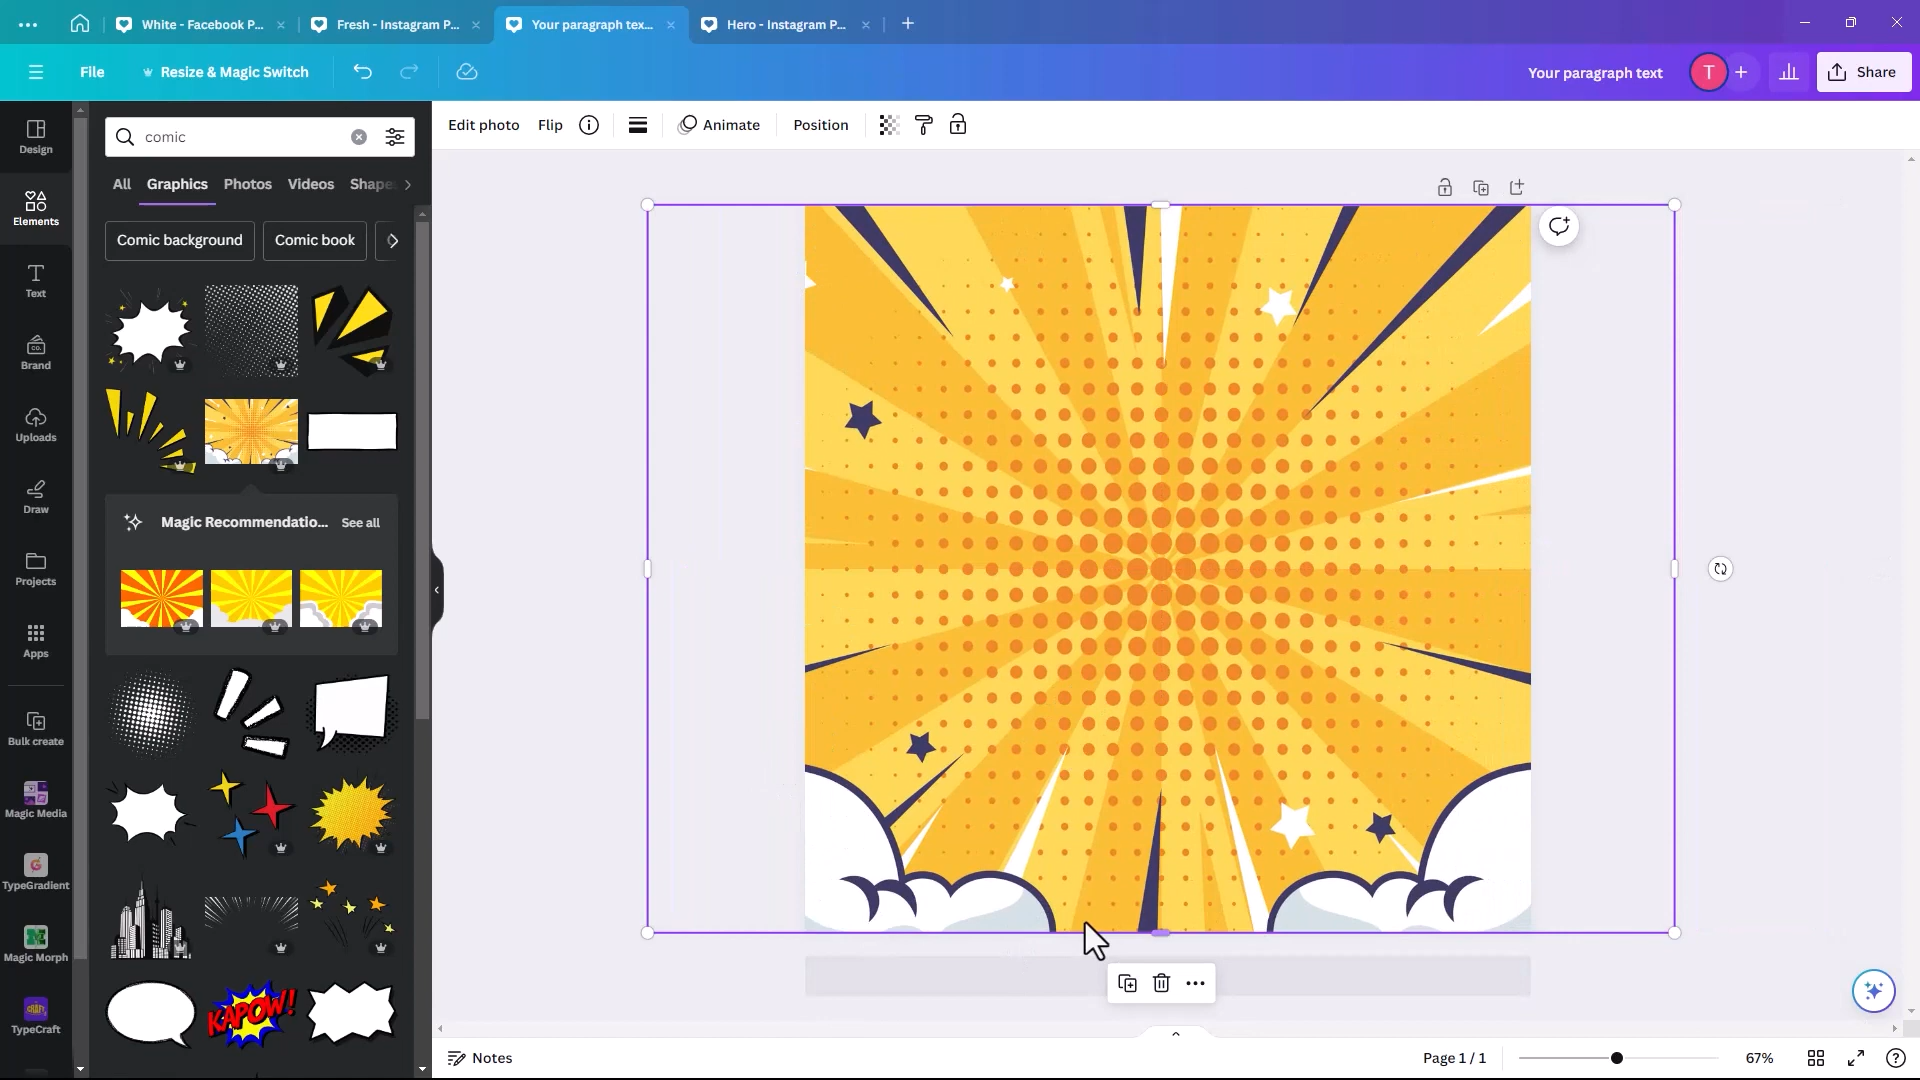 White - Facebook P...
Fresh - Instagram P...
Your paragraph tex...
Hero - Instagram P...
File
Resize & Magic Switch
Your paragraph text
T
Share
Design
Elements
Text
Brand
Uploads
Draw
Projects
Apps
Bulk create
Magic Media
TypeGradient
Magic Morph
TypeCraft
comic
All
Graphics
Photos
Videos
Shape
Comic background
Comic book
Magic Recommendatio...
See all
KAPOW!
Edit photo
Flip
Animate
Position
Notes
Page 1 / 1
67%